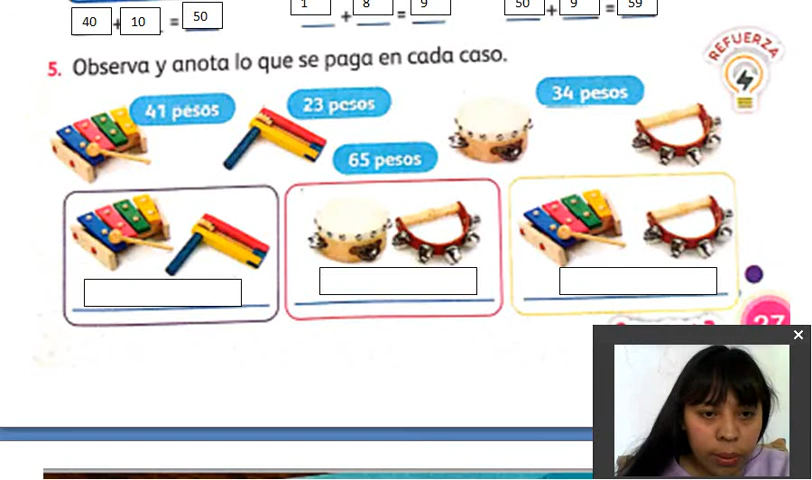 40 + 10 = 50
1 + 8 = 9
50 + 9 = 59
REFUERZA
5. Observa y anota lo que se paga en cada caso.
41 pesos
23 pesos
34 pesos
65 pesos
27